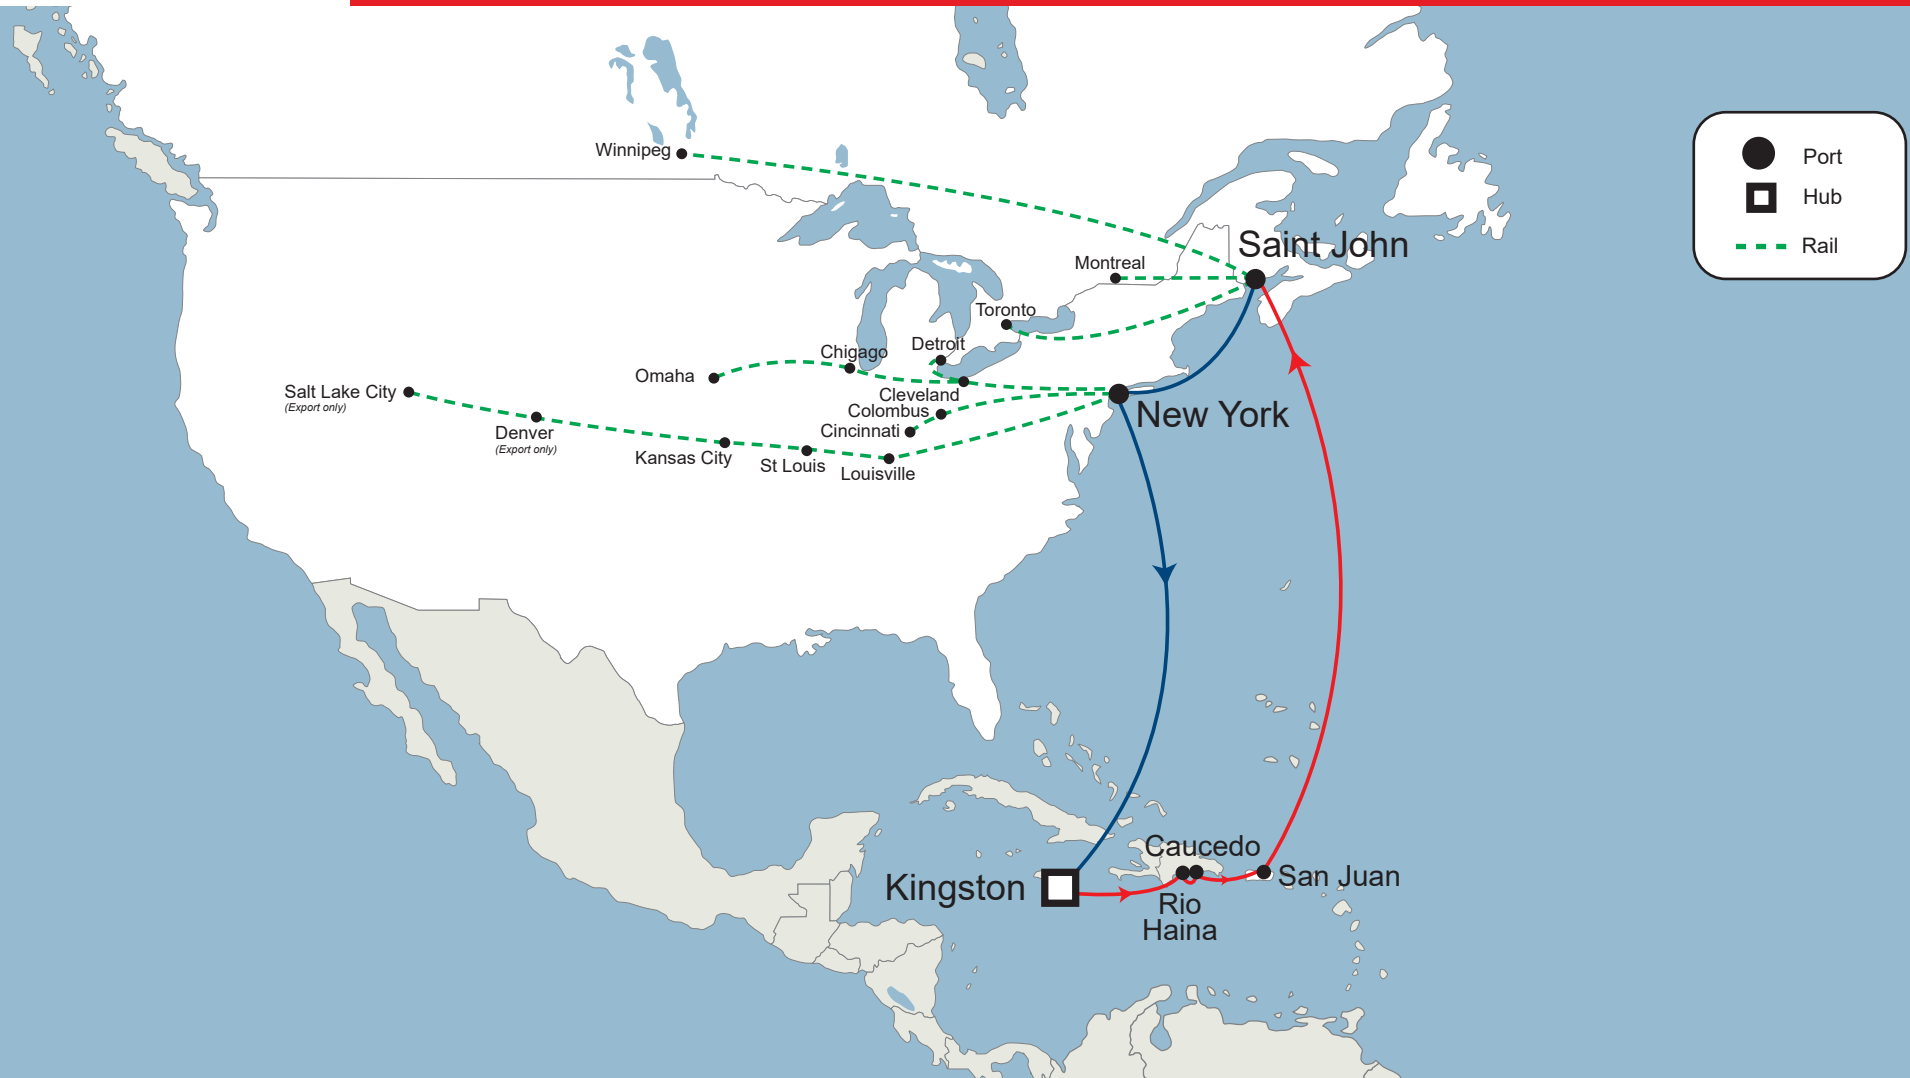 Winnipeg
Port
Hub
Rail
Saint John
Montreal
Toronto
Detroit
Chigago
Omaha
Salt Lake City
(Export only)
Cleveland
Colombus
New York
Denver
(Export only)
Cincinnati
Kansas City
St Louis
Louisville
Caucedo
Kingston
San Juan
Rio
Haina